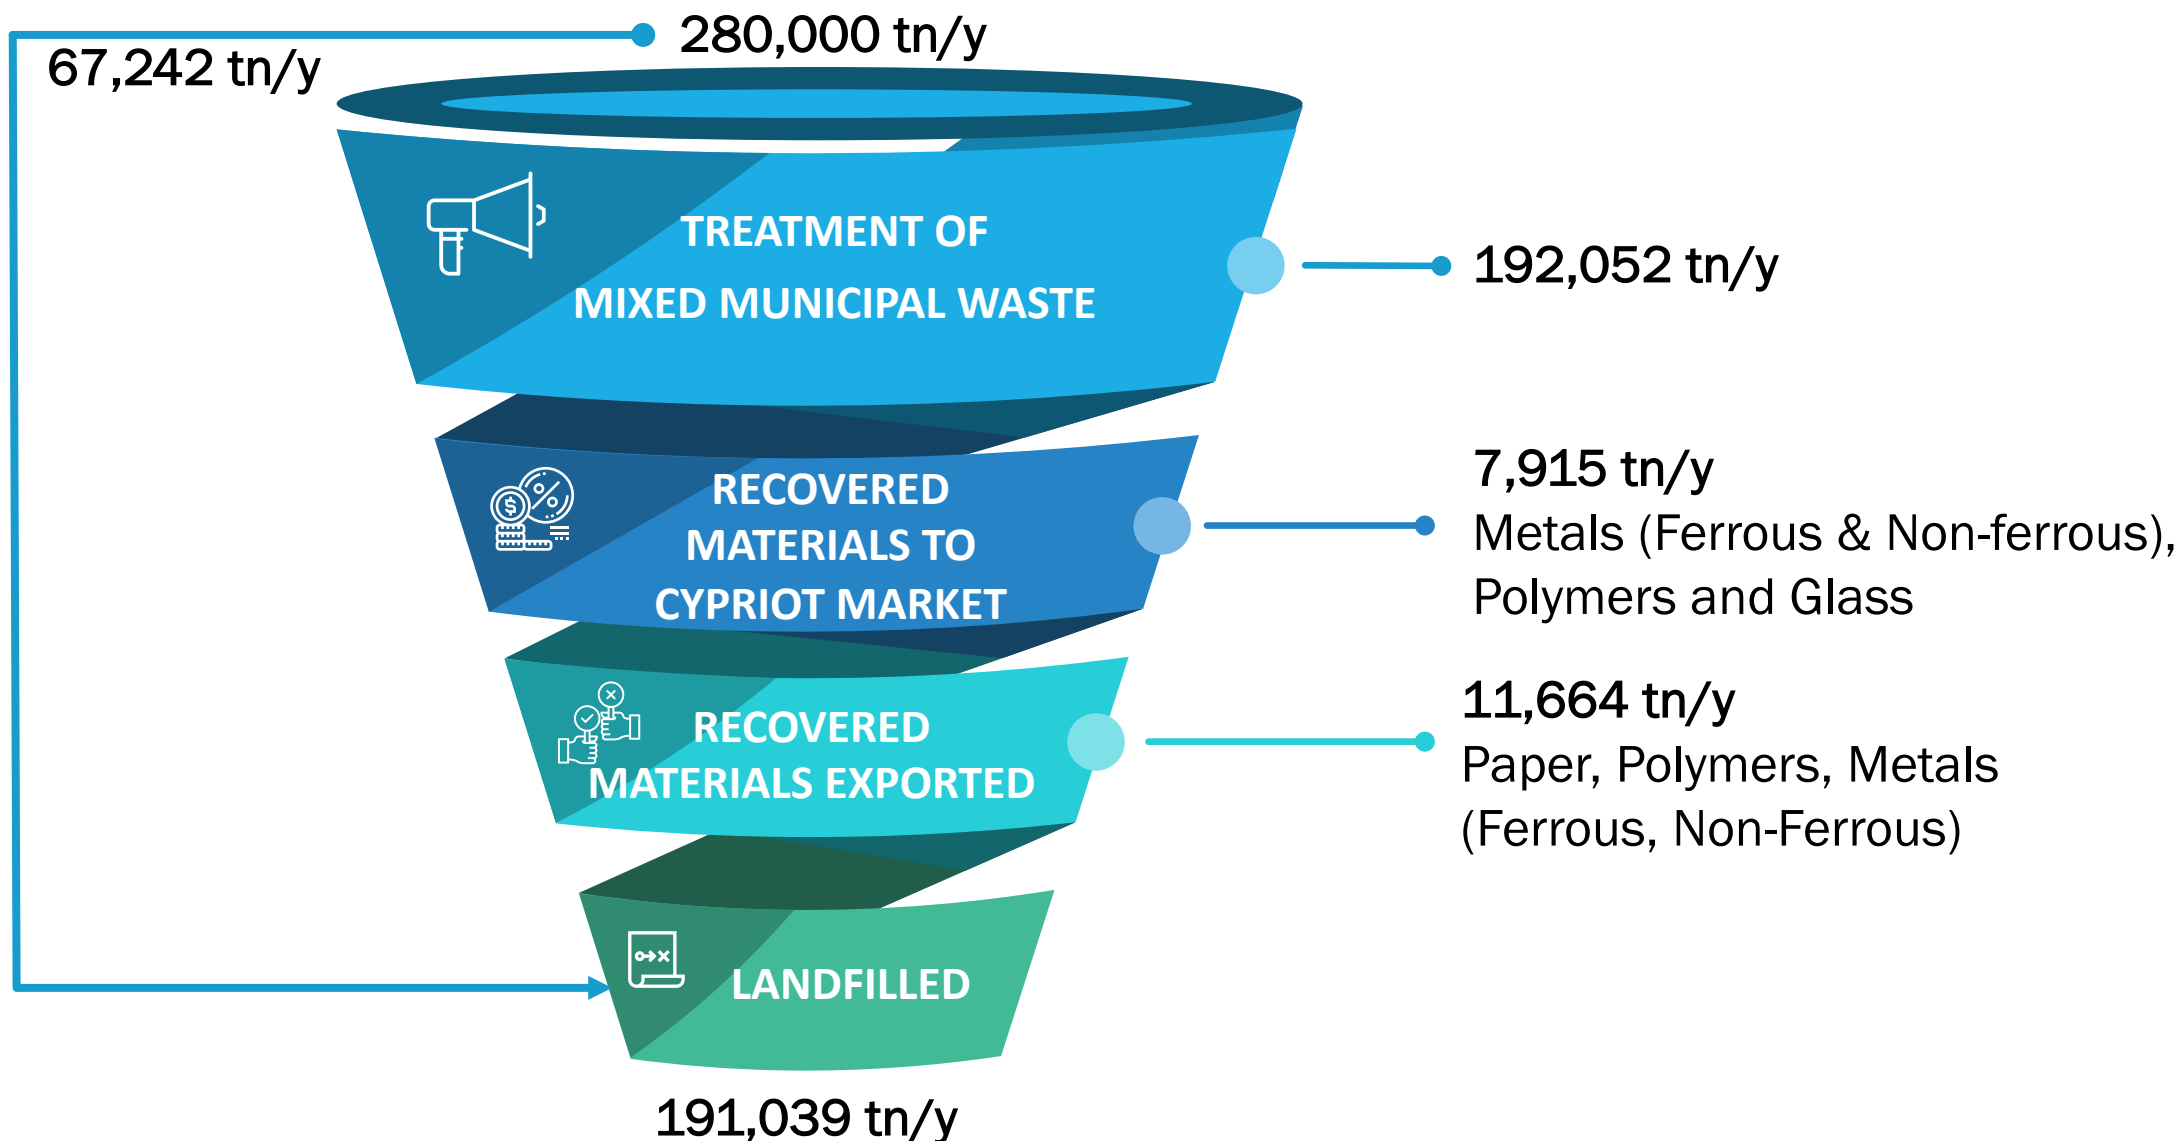 280,000 tn/y
67,242 tn/y
TREATMENT OF
MIXED MUNICIPAL WASTE
192,052 tn/y
RECOVERED
MATERIALS TO
CYPRIOT MARKET
7,915 tn/y
Metals (Ferrous & Non-ferrous),
Polymers and Glass
RECOVERED
MATERIALS EXPORTED
11,664 tn/y
Paper, Polymers, Metals
(Ferrous, Non-Ferrous)
LANDFILLED
191,039 tn/y